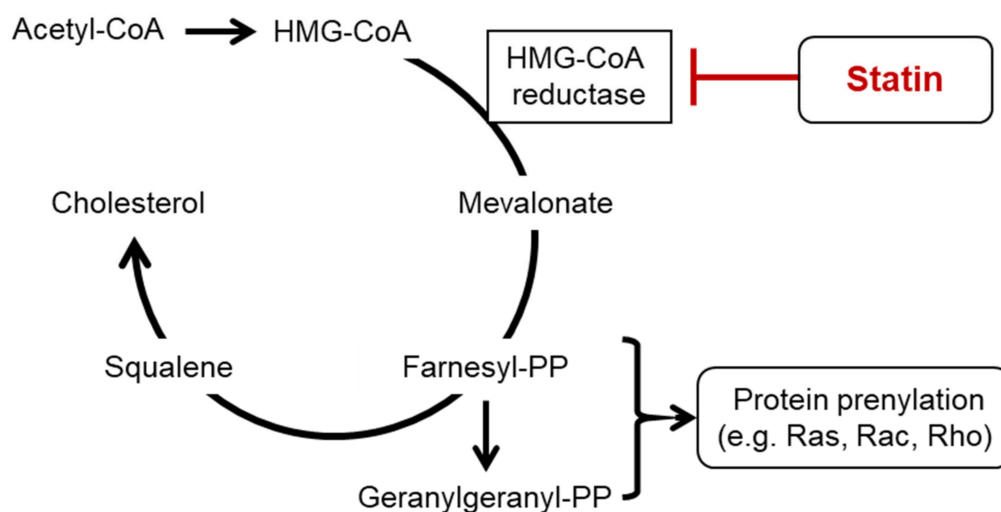 Acetyl-CoA
HMG-CoA
HMG-CoA
reductase
Statin
Cholesterol
Mevalonate
Squalene
Farnesyl-PP
Protein prenylation
(e.g. Ras, Rac, Rho)
Geranylgeranyl-PP